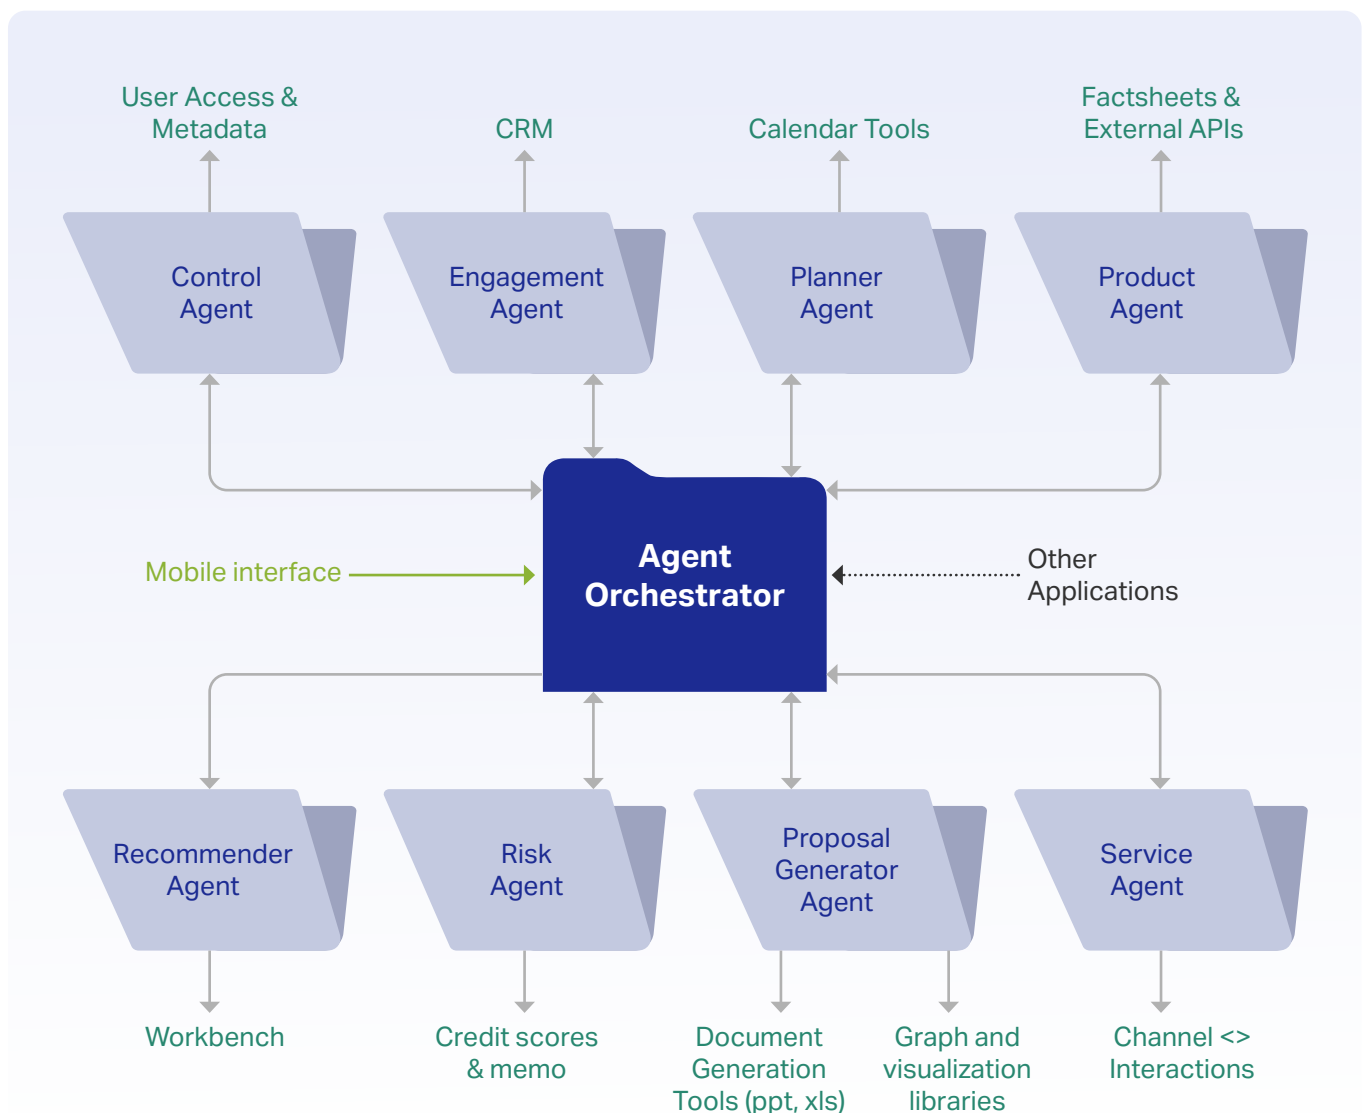 User Access &
Metadata
CRM
Calendar Tools
Factsheets &
External APIs
Control
Agent
Engagement
Agent
Planner
Agent
Product
Agent
Agent
Orchestrator
Mobile interface
Other
Applications
Recommender
Agent
Risk
Agent
Proposal
Generator
Agent
Service
Agent
Workbench
Credit scores
& memo
Document
Generation
Tools (ppt, xls)
Graph and
visualization
libraries
Channel <>
Interactions